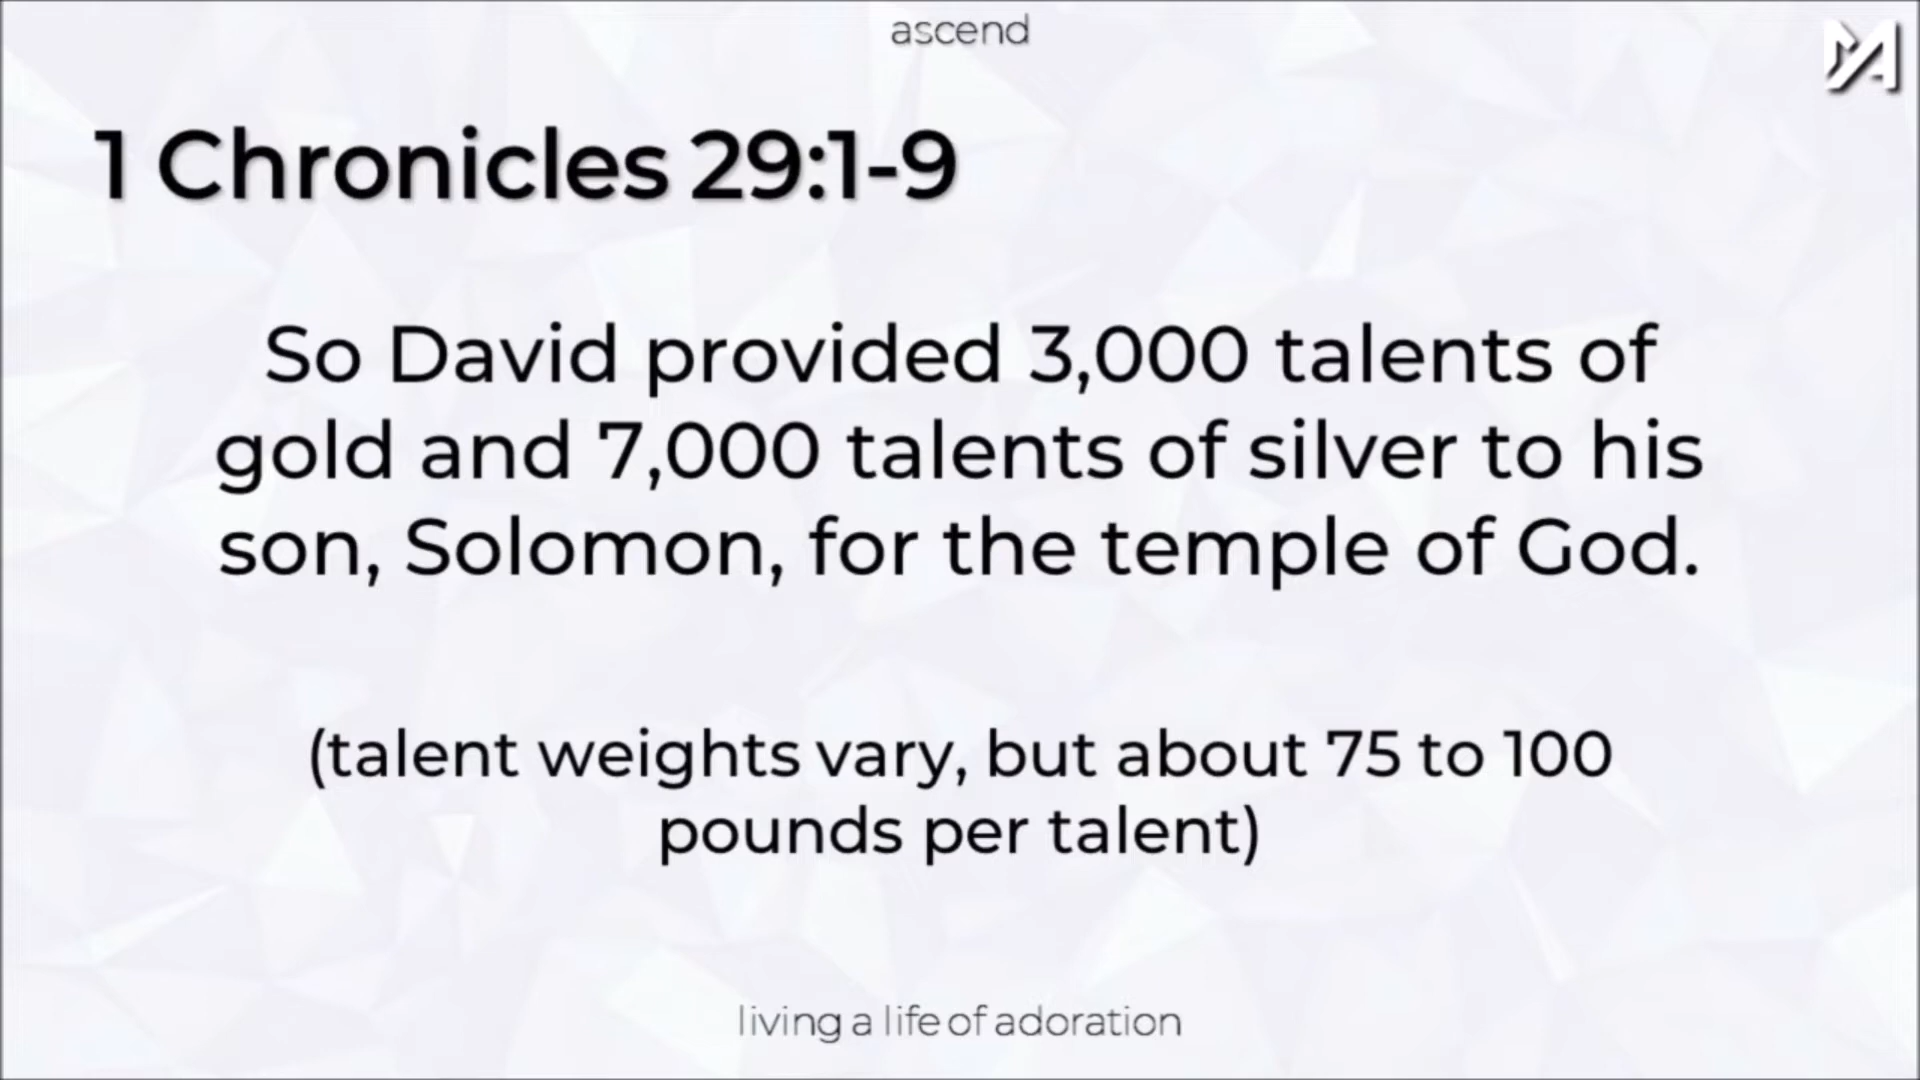 ascend
MA
1 Chronicles 29:1-9
So David provided 3,000 talents of
gold and 7,000 talents of silver to his
son, Solomon, for the temple of God.
(talent weights vary, but about 75 to 100
pounds per talent)
living a life of adoration